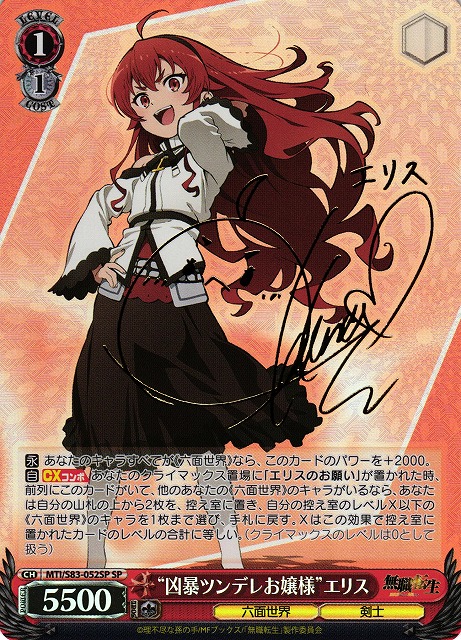 LEVEL
1
1
COST
エリス
永 あなたのキャラすべてが《六面世界》なら、このカードのパワーを+2000。
自 CXコンボ あなたのクライマックス置場に「エリスのお願い」が置かれた時、
前列にこのカードがいて、他のあなたの《六面世界》のキャラがいるなら、あなた
は自分の山札の上から2枚を、控え室に置き、自分の控え室のレベルX以下の
《六面世界》のキャラを1枚まで選び、手札に戻す。Xはこの効果で控え室に
置かれたカードのレベルの合計に等しい。(クライマックスのレベルは0として
扱う)
CH MTI/S83-052SP SP
POWER 5500
“凶暴ツンデレお嬢様”エリス
無職転生
六面世界 剣士
©理不尽な孫の手/MFブックス/「無職転生」製作委員会